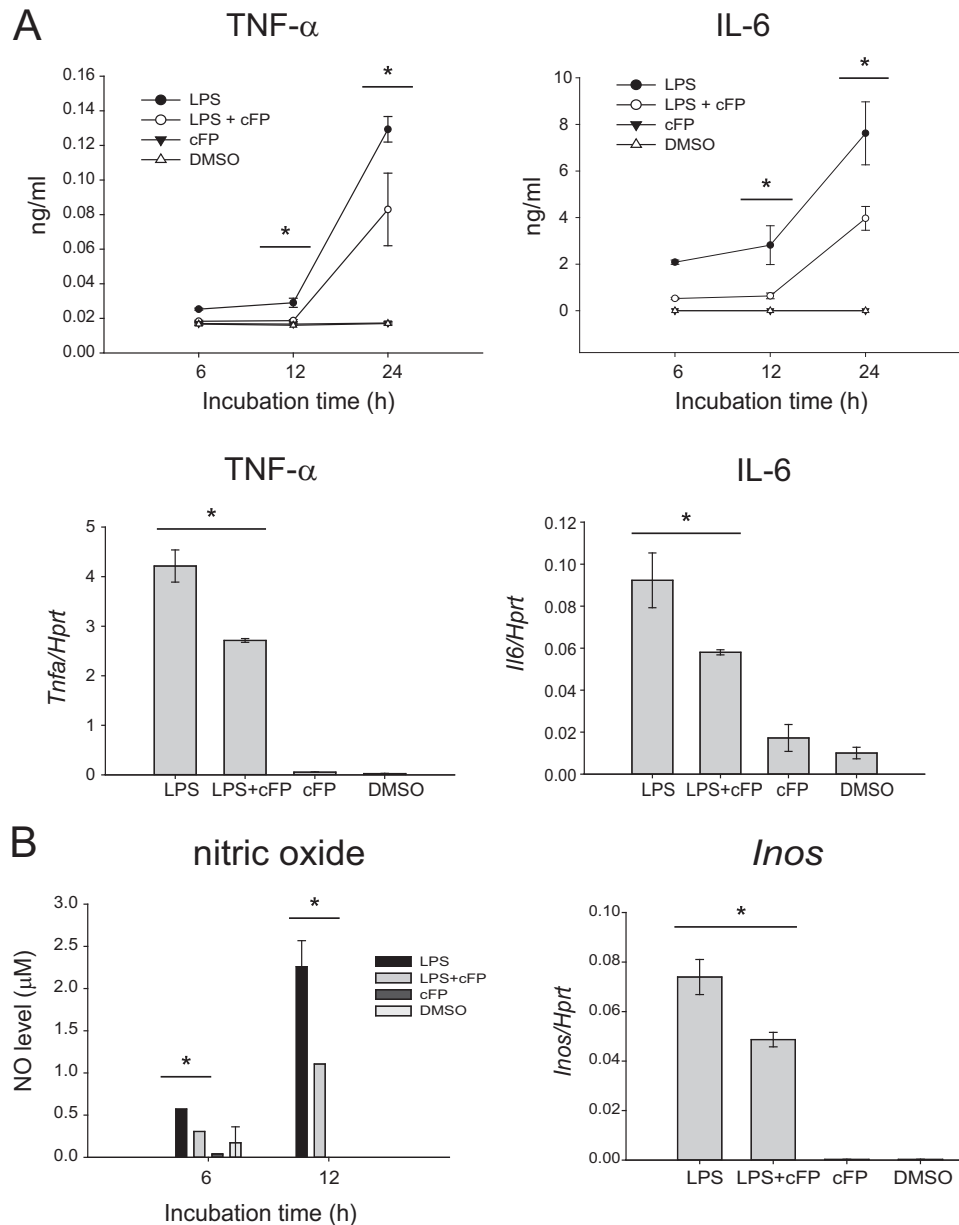 A
TNF-α
IL-6
0.16
0.14
0.12
0.10
0.08
0.06
0.04
0.02
0.00
ng/ml
LPS
LPS + cFP
cFP
DMSO
*
*
6
12
24
Incubation time (h)
10
8
6
4
2
0
ng/ml
LPS
LPS + cFP
cFP
DMSO
*
*
6
12
24
Incubation time (h)
TNF-α
5
4
3
2
1
0
Tnfa/Hprt
*
LPS
LPS+cFP
cFP
DMSO
IL-6
0.12
0.10
0.08
0.06
0.04
0.02
0.00
Il6/Hprt
*
LPS
LPS+cFP
cFP
DMSO
B
nitric oxide
3.0
2.5
2.0
1.5
1.0
0.5
0.0
NO level (μM)
*
*
LPS
LPS+cFP
cFP
DMSO
6
12
Incubation time (h)
Inos
0.10
0.08
0.06
0.04
0.02
0.00
Inos/Hprt
*
LPS
LPS+cFP
cFP
DMSO